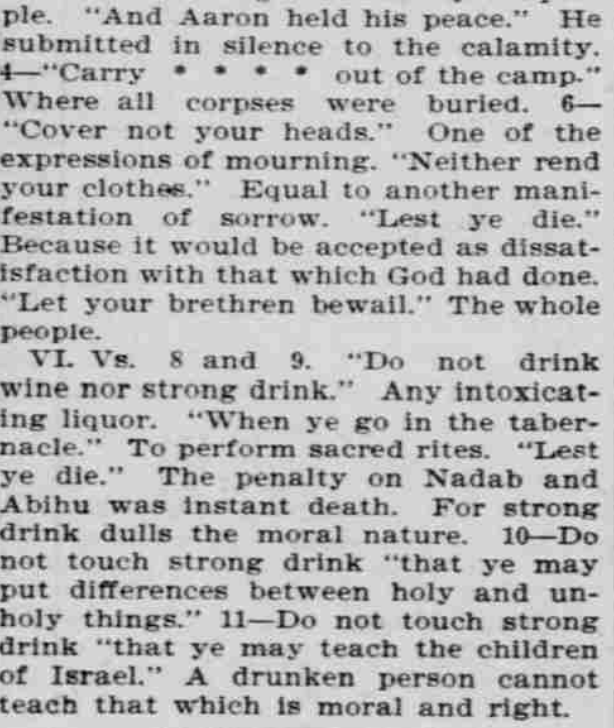 ple. "And Aaron held his peace." He
submitted in silence to the calamity.
4—"Carry * * * * out of the camp."
Where all corpses were buried. 6—
"Cover not your heads." One of the
expressions of mourning. "Neither rend
your clothes." Equal to another mani-
festation of sorrow. "Lest ye die."
Because it would be accepted as dissat-
isfaction with that which God had done.
"Let your brethren bewail." The whole
people.
VI. Vs. 8 and 9. "Do not drink
wine nor strong drink." Any intoxicat-
ing liquor. "When ye go in the taber-
nacle." To perform sacred rites. "Lest
ye die." The penalty on Nadab and
Abihu was instant death. For strong
drink dulls the moral nature. 10—Do
not touch strong drink "that ye may
put differences between holy and un-
holy things." 11—Do not touch strong
drink "that ye may teach the children
of Israel." A drunken person cannot
teach that which is moral and right.